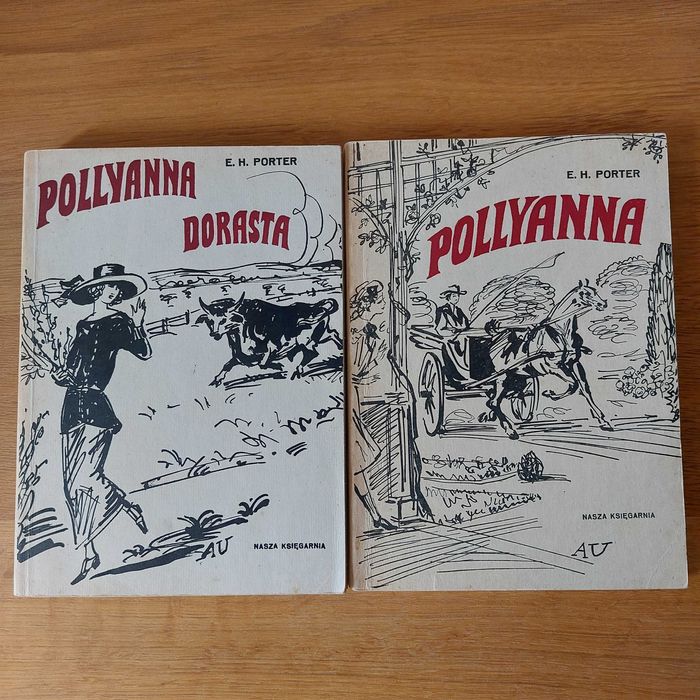 E. H. PORTER
POLLYANNA
DORASTA
AU
NASZA KSIĘGARNIA
E. H. PORTER
POLLYANNA
NASZA KSIĘGARNIA
AU